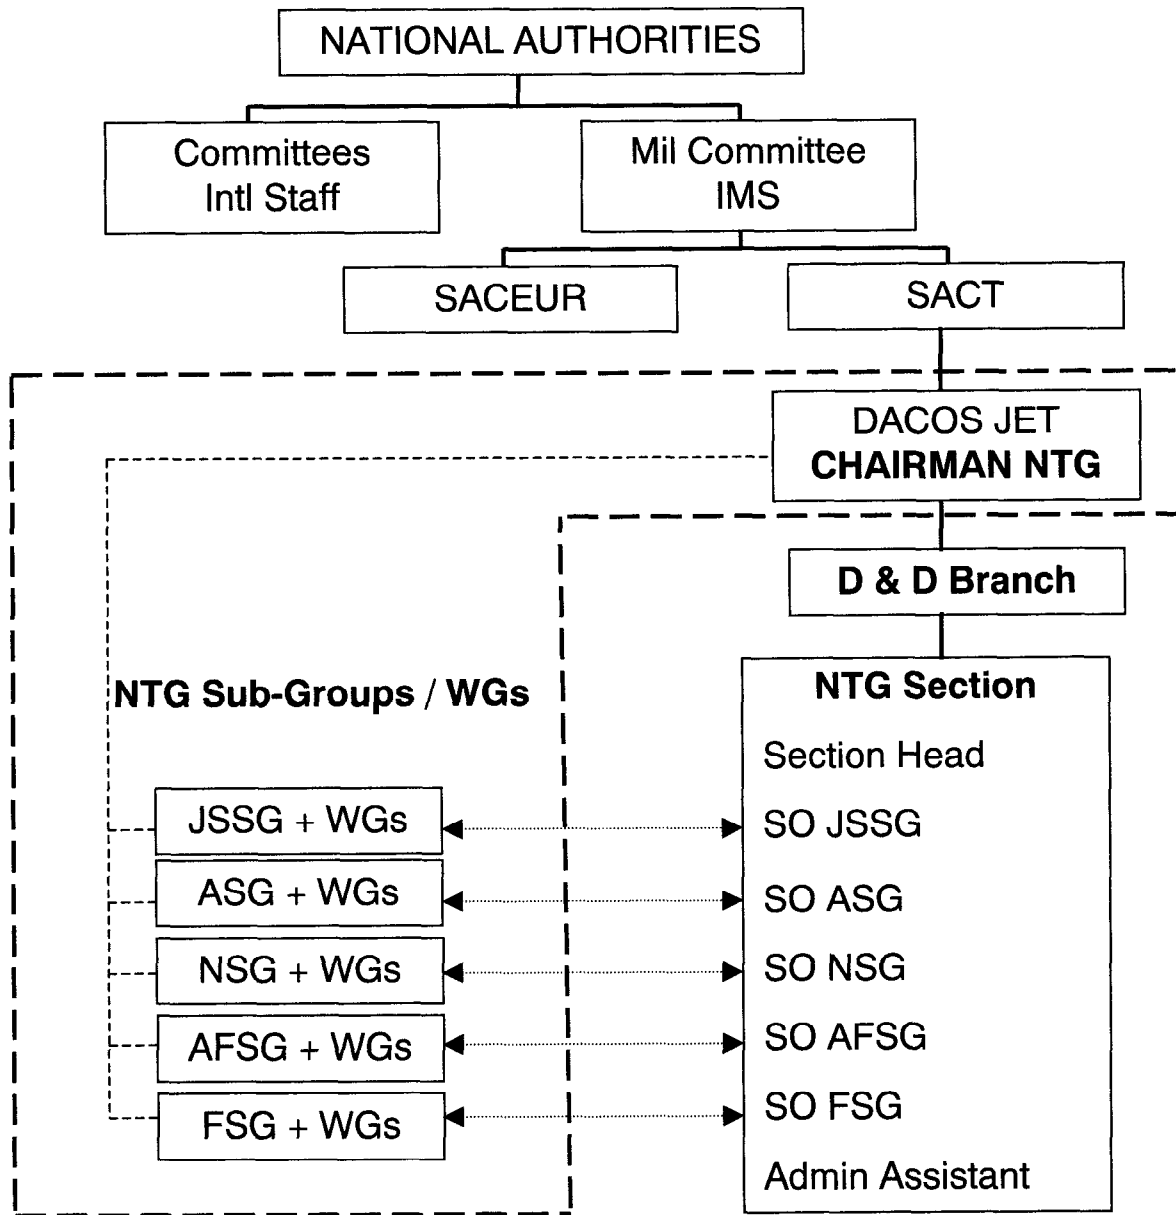 NATIONAL AUTHORITIES
Committees
Intl Staff
Mil Committee
IMS
SACEUR
SACT
DACOS JET
CHAIRMAN NTG
D & D Branch
NTG Sub-Groups / WGs
JSSG + WGs
ASG + WGs
NSG + WGs
AFSG + WGs
FSG + WGs
NTG Section
Section Head
SO JSSG
SO ASG
SO NSG
SO AFSG
SO FSG
Admin Assistant